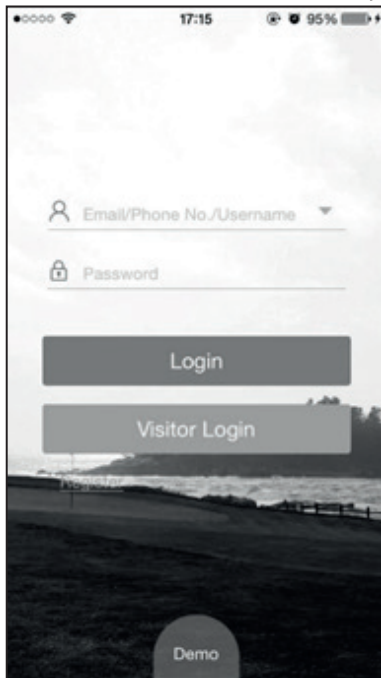 17:15 95%
Email/Phone No./Username
Password
Login
Visitor Login
Register
Demo